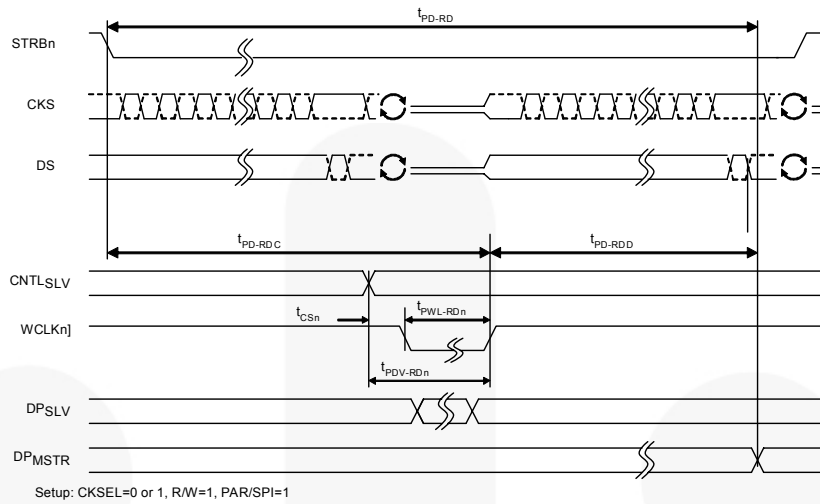 tPD-RD
STRBn
CKS
DS
tPD-RDC
tPD-RDD
CNTLSLV
tCSn
tPWL-RDn
WCLKn]
tPDV-RDn
DPSLV
DPMSTR
Setup: CKSEL=0 or 1, R/W=1, PAR/SPI=1